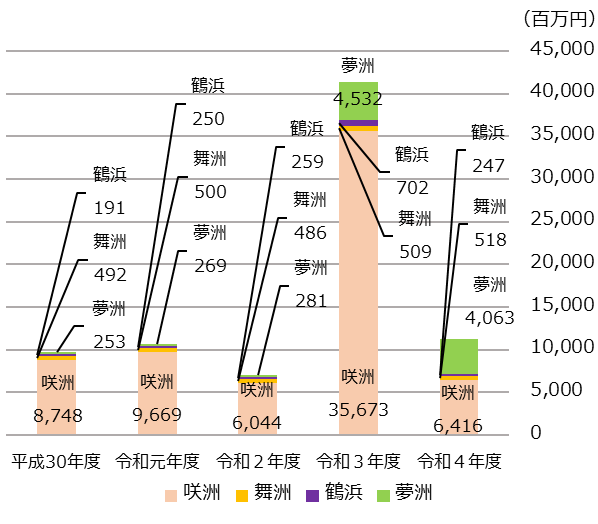 (百万円)
45,000
40,000
35,000
30,000
25,000
20,000
15,000
10,000
5,000
0
鶴浜
191
舞洲
492
夢洲
253
咲洲
8,748
鶴浜
250
舞洲
500
夢洲
269
咲洲
9,669
鶴浜
259
舞洲
486
夢洲
281
咲洲
6,044
夢洲
4,532
鶴浜
702
舞洲
509
咲洲
35,673
鶴浜
247
舞洲
518
夢洲
4,063
咲洲
6,416
平成30年度 令和元年度 令和２年度 令和３年度 令和４年度
咲洲 舞洲 鶴浜 夢洲